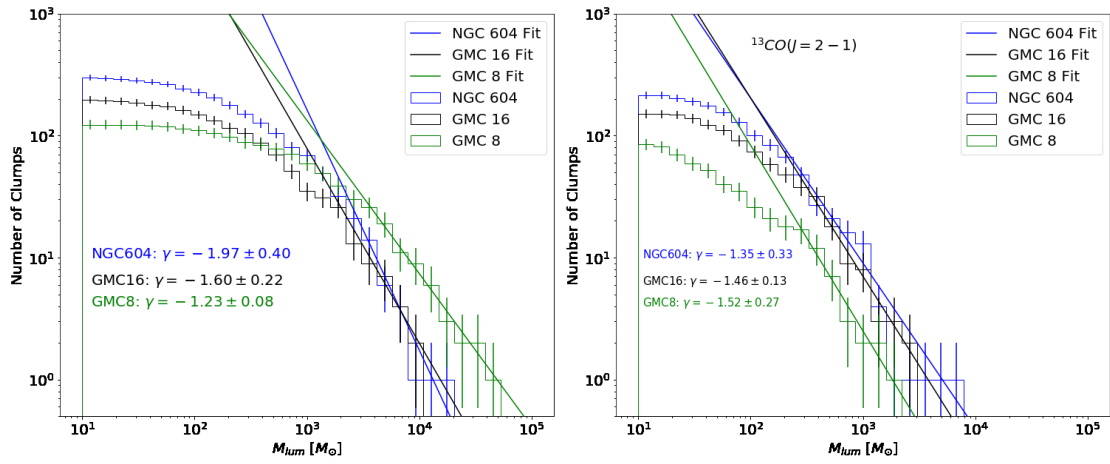 10³
10²
10¹
10⁰
10¹
10²
10³
10⁴
10⁵
Number of Clumps
M_lum [M_⊙]
NGC 604 Fit
GMC 16 Fit
GMC 8 Fit
NGC 604
GMC 16
GMC 8
NGC604: γ = − 1.97 ± 0.40
GMC16: γ = − 1.60 ± 0.22
GMC8: γ = − 1.23 ± 0.08
10³
10²
10¹
10⁰
10¹
10²
10³
10⁴
10⁵
Number of Clumps
M_lum [M_⊙]
¹³CO(J = 2 − 1)
NGC 604 Fit
GMC 16 Fit
GMC 8 Fit
NGC 604
GMC 16
GMC 8
NGC604: γ = − 1.35 ± 0.33
GMC16: γ = − 1.46 ± 0.13
GMC8: γ = − 1.52 ± 0.27